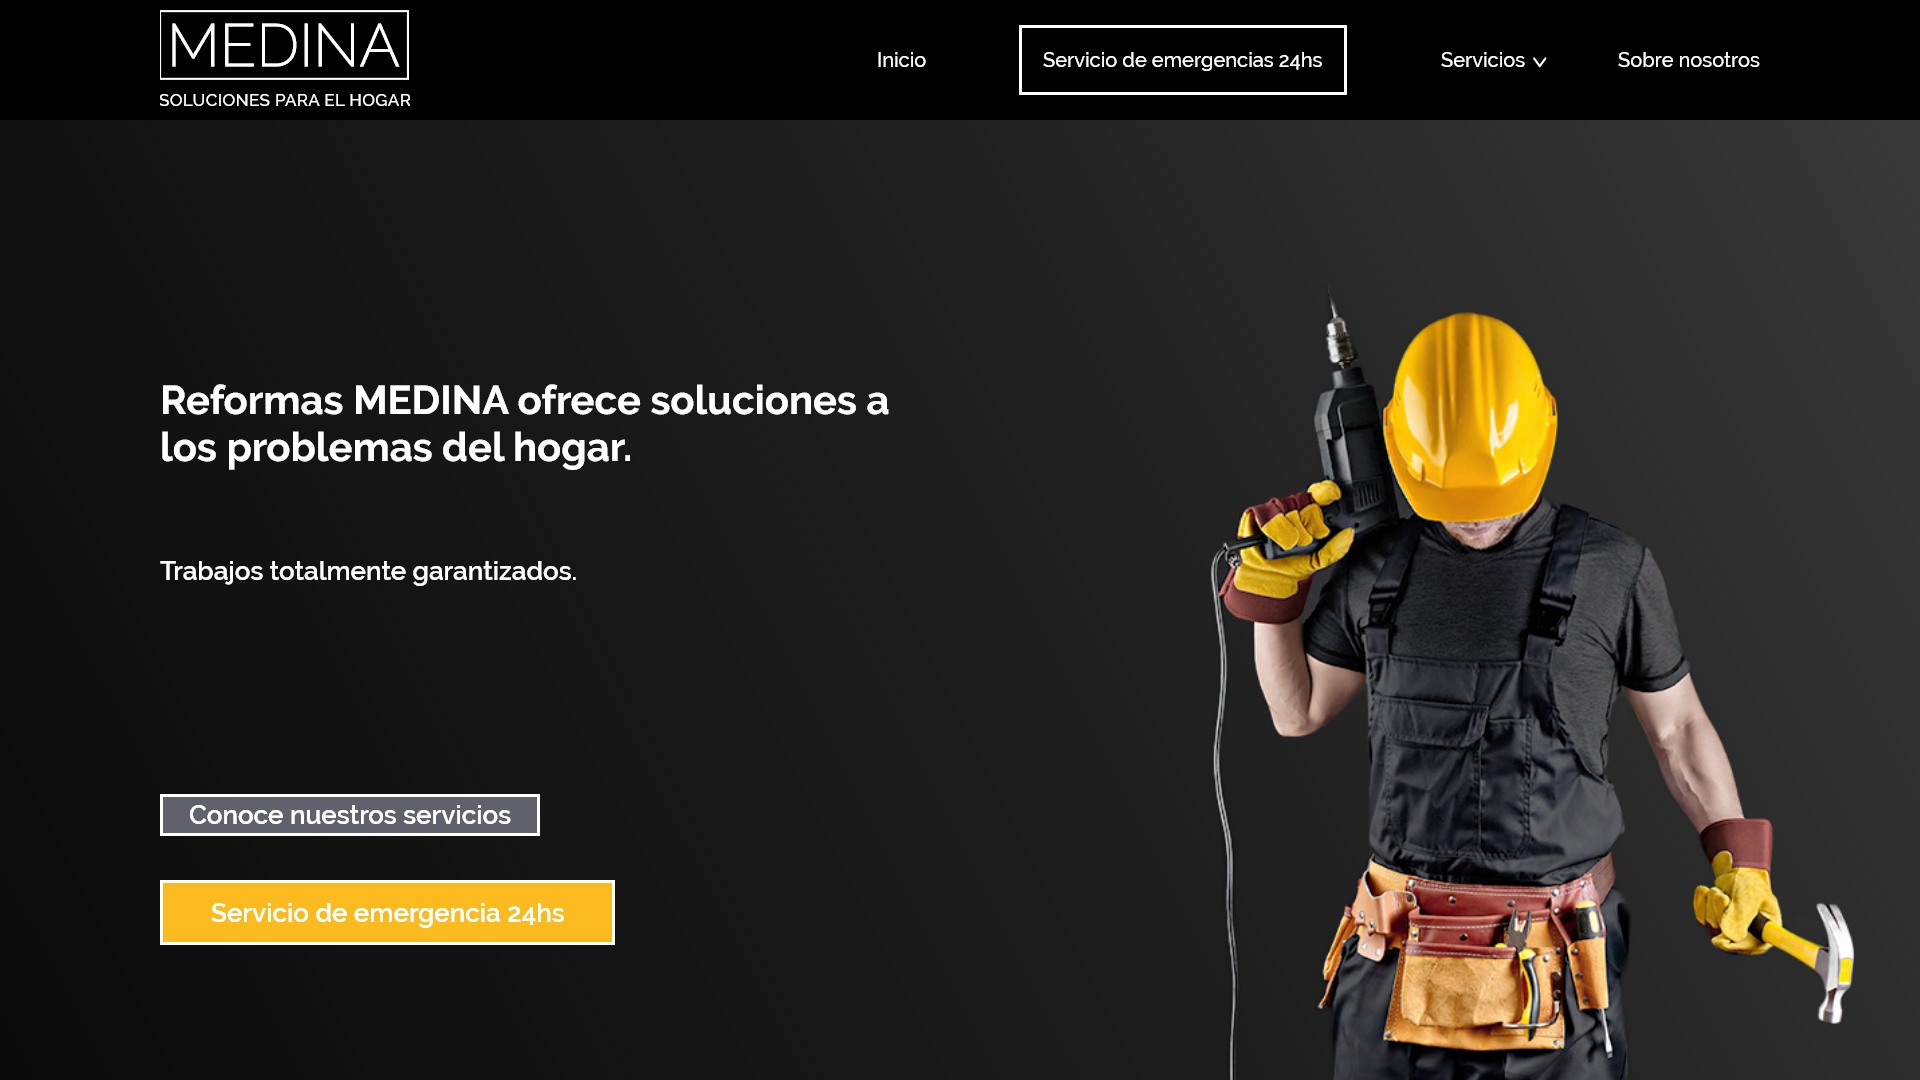 MEDINA
SOLUCIONES PARA EL HOGAR
Inicio
Servicio de emergencias 24hs
Servicios
Sobre nosotros
Reformas MEDINA ofrece soluciones a
los problemas del hogar.
Trabajos totalmente garantizados.
Conoce nuestros servicios
Servicio de emergencia 24hs